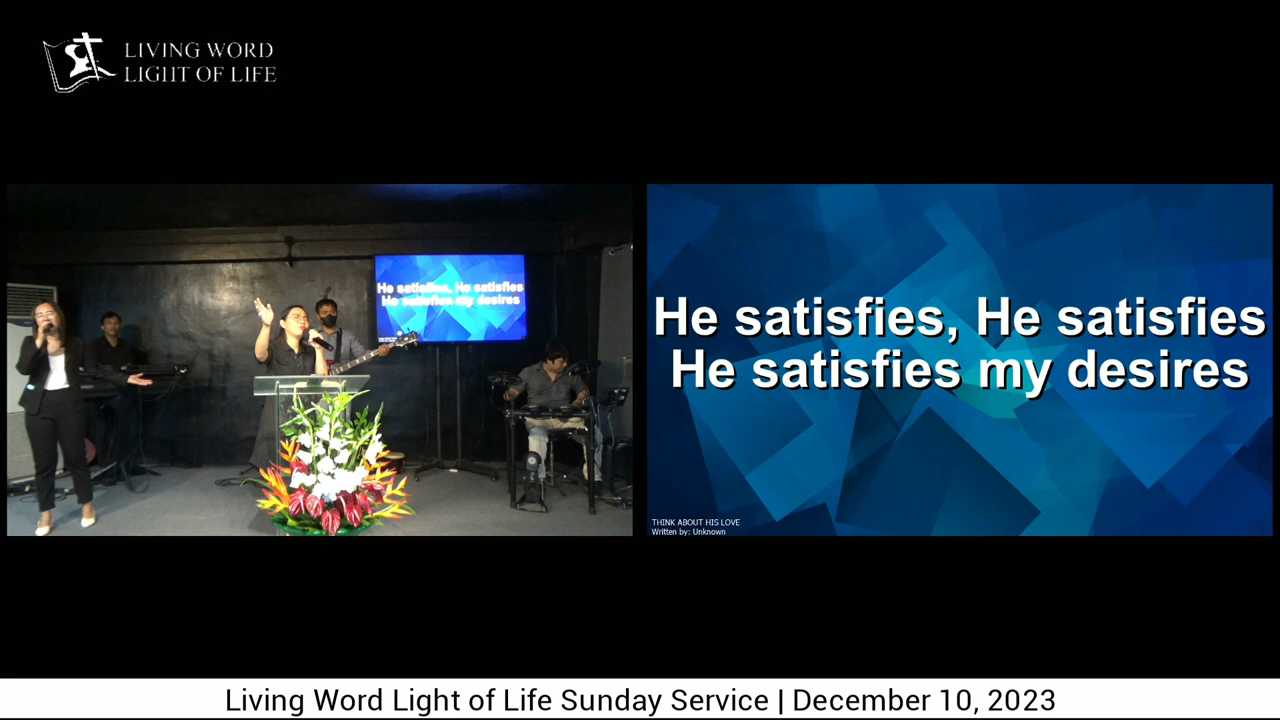 LIVING WORD
LIGHT OF LIFE
He satisfies, He satisfies
He satisfies my desires
He satisfies, He satisfies
He satisfies my desires
THINK ABOUT HIS LOVE
Written by: Unknown
Living Word Light of Life Sunday Service | December 10, 2023